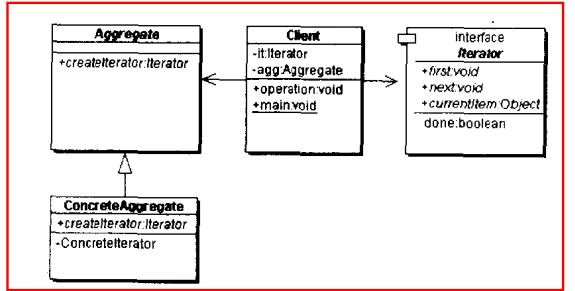 Aggregate
+createIterator:Iterator
Client
-it:Iterator
-agg:Aggregate
+operation:void
+main:void
interface
Iterator
+first:void
+next:void
+currentItem:Object
done:boolean
ConcreteAggregate
+createIterator:Iterator
-ConcreteIterator